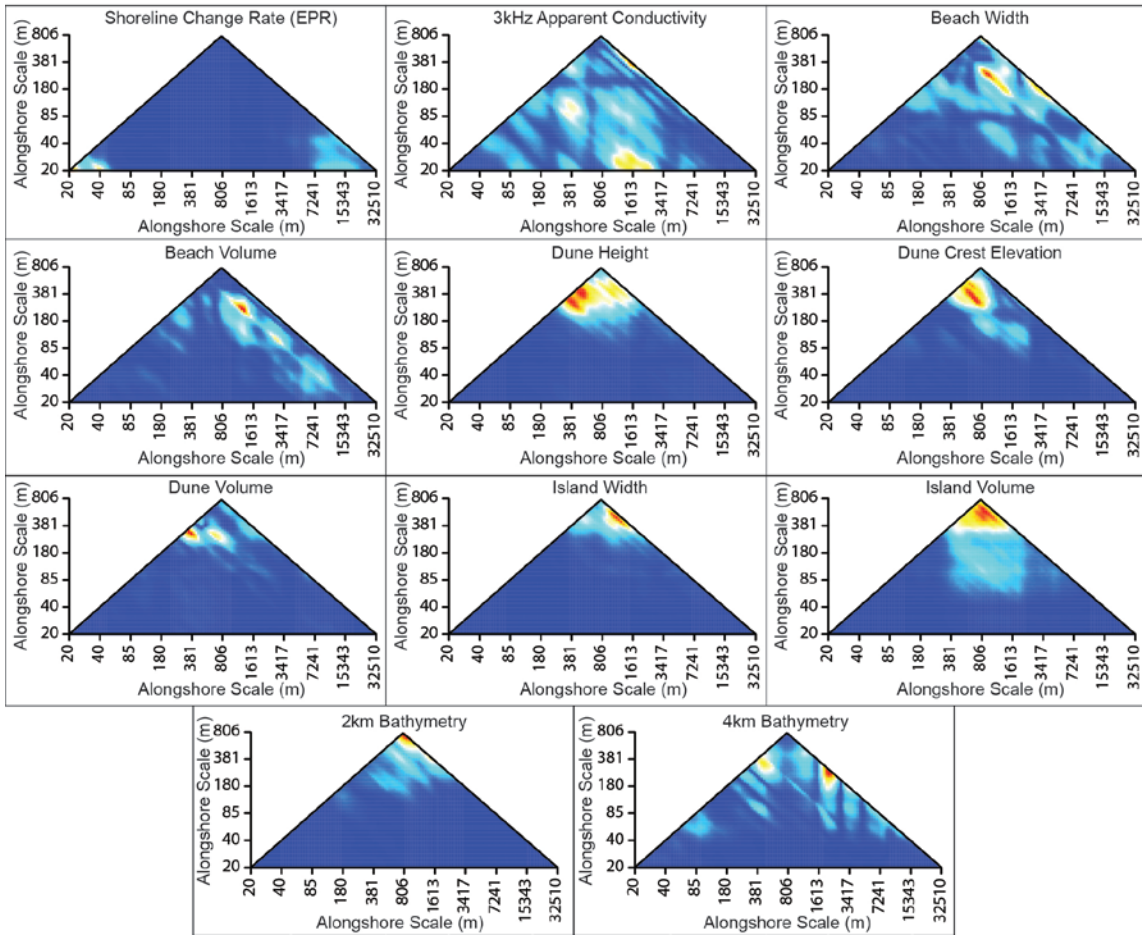 Shoreline Change Rate (EPR)
Alongshore Scale (m)
806
381
180
85
40
20
20 40 85 180 381 806 1613 3417 7241 15343 32510
Alongshore Scale (m)
3kHz Apparent Conductivity
Alongshore Scale (m)
806
381
180
85
40
20
20 40 85 180 381 806 1613 3417 7241 15343 32510
Alongshore Scale (m)
Beach Width
Alongshore Scale (m)
806
381
180
85
40
20
20 40 85 180 381 806 1613 3417 7241 15343 32510
Alongshore Scale (m)
Beach Volume
Alongshore Scale (m)
806
381
180
85
40
20
20 40 85 180 381 806 1613 3417 7241 15343 32510
Alongshore Scale (m)
Dune Height
Alongshore Scale (m)
806
381
180
85
40
20
20 40 85 180 381 806 1613 3417 7241 15343 32510
Alongshore Scale (m)
Dune Crest Elevation
Alongshore Scale (m)
806
381
180
85
40
20
20 40 85 180 381 806 1613 3417 7241 15343 32510
Alongshore Scale (m)
Dune Volume
Alongshore Scale (m)
806
381
180
85
40
20
20 40 85 180 381 806 1613 3417 7241 15343 32510
Alongshore Scale (m)
Island Width
Alongshore Scale (m)
806
381
180
85
40
20
20 40 85 180 381 806 1613 3417 7241 15343 32510
Alongshore Scale (m)
Island Volume
Alongshore Scale (m)
806
381
180
85
40
20
20 40 85 180 381 806 1613 3417 7241 15343 32510
Alongshore Scale (m)
2km Bathymetry
Alongshore Scale (m)
806
381
180
85
40
20
20 40 85 180 381 806 1613 3417 7241 15343 32510
Alongshore Scale (m)
4km Bathymetry
Alongshore Scale (m)
806
381
180
85
40
20
20 40 85 180 381 806 1613 3417 7241 15343 32510
Alongshore Scale (m)